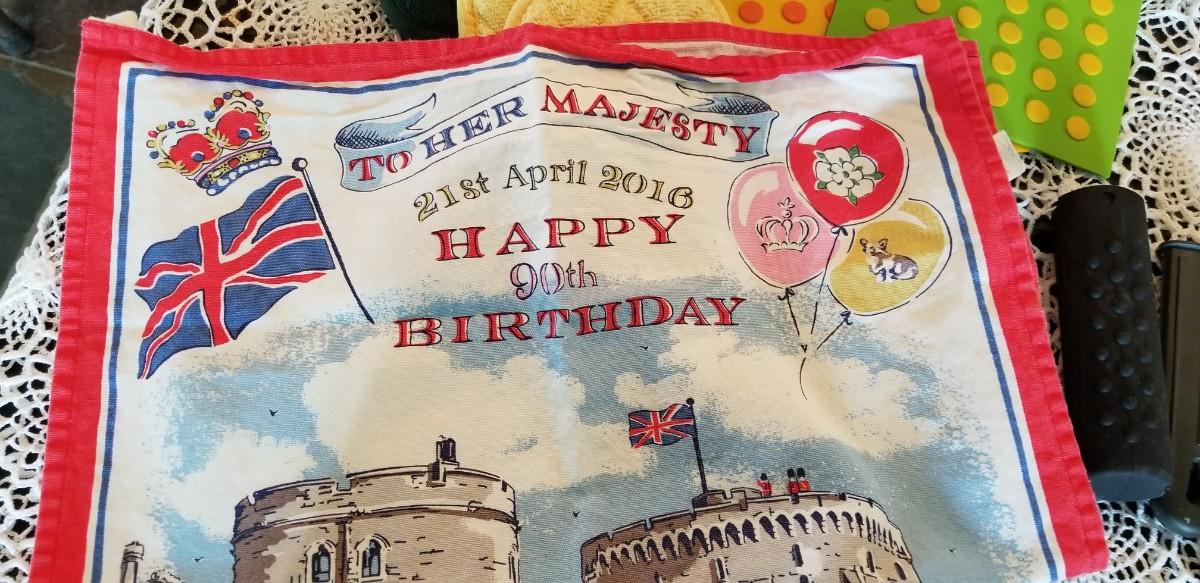 TO HER MAJESTY
21st April 2016
HAPPY
90th
BIRTHDAY